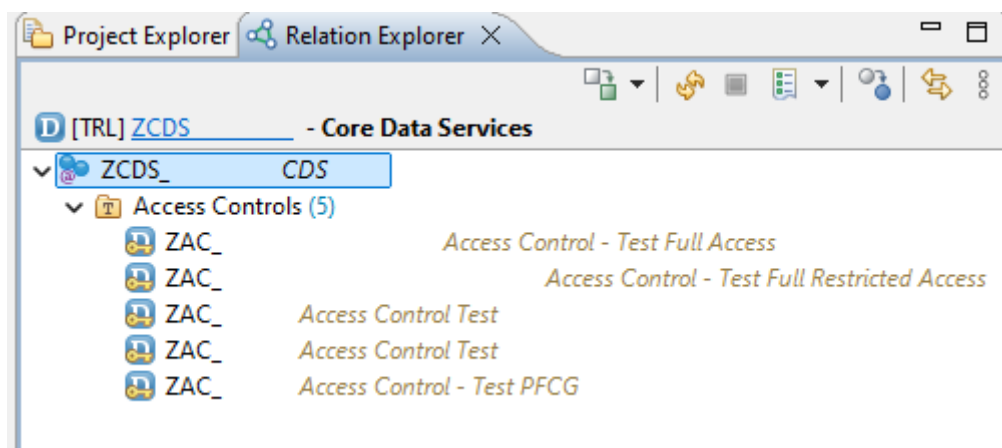 Project Explorer Relation Explorer
[TRL] ZCDS - Core Data Services
ZCDS_ CDS
Access Controls (5)
ZAC_ Access Control - Test Full Access
ZAC_ Access Control - Test Full Restricted Access
ZAC_ Access Control Test
ZAC_ Access Control Test
ZAC_ Access Control - Test PFCG